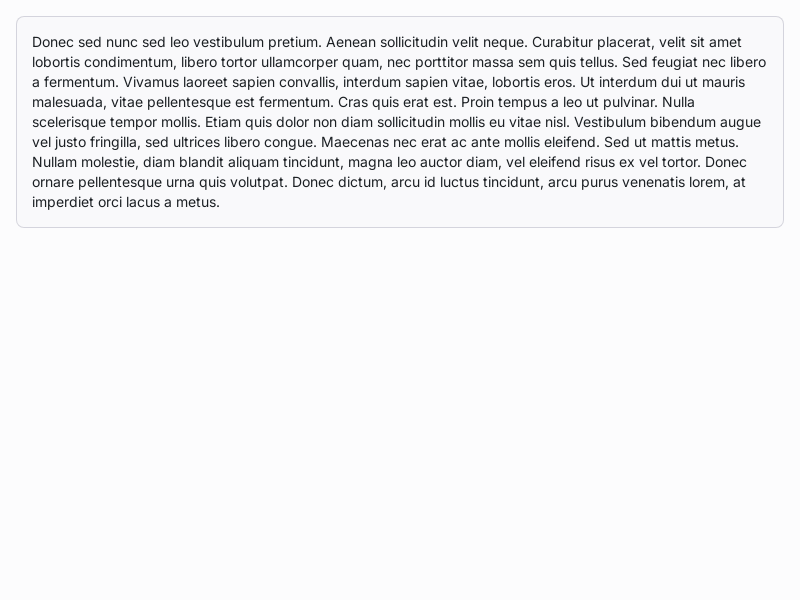 Donec sed nunc sed leo vestibulum pretium. Aenean sollicitudin velit neque. Curabitur placerat, velit sit amet
lobortis condimentum, libero tortor ullamcorper quam, nec porttitor massa sem quis tellus. Sed feugiat nec libero
a fermentum. Vivamus laoreet sapien convallis, interdum sapien vitae, lobortis eros. Ut interdum dui ut mauris
malesuada, vitae pellentesque est fermentum. Cras quis erat est. Proin tempus a leo ut pulvinar. Nulla
scelerisque tempor mollis. Etiam quis dolor non diam sollicitudin mollis eu vitae nisl. Vestibulum bibendum augue
vel justo fringilla, sed ultrices libero congue. Maecenas nec erat ac ante mollis eleifend. Sed ut mattis metus.
Nullam molestie, diam blandit aliquam tincidunt, magna leo auctor diam, vel eleifend risus ex vel tortor. Donec
ornare pellentesque urna quis volutpat. Donec dictum, arcu id luctus tincidunt, arcu purus venenatis lorem, at
imperdiet orci lacus a metus.